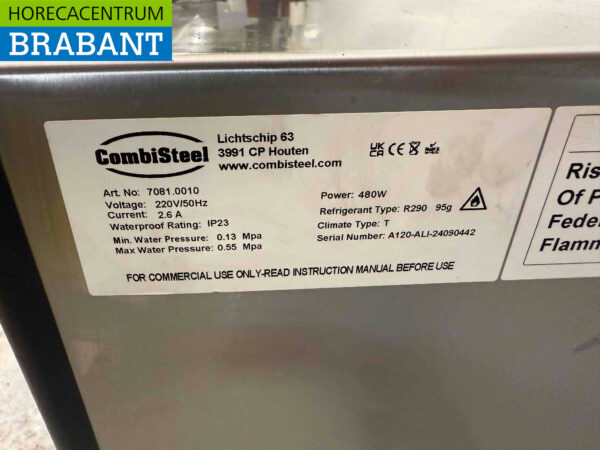 HORECACENTRUM
BRABANT
CombiSteel
Lichtschip 63
3991 CP Houten
www.combisteel.com
UK
CA CE
Art. No: 7081.0010
Voltage: 220V/50Hz
Current: 2.6 A
Waterproof Rating: IP23
Min. Water Pressure: 0.13 Mpa
Max Water Pressure: 0.55 Mpa
Power: 480W
Refrigerant Type: R290 95g
Climate Type: T
Serial Number: A120-ALI-24090442
FOR COMMERCIAL USE ONLY-READ INSTRUCTION MANUAL BEFORE USE
Ris
Of P
Feder
Flamm